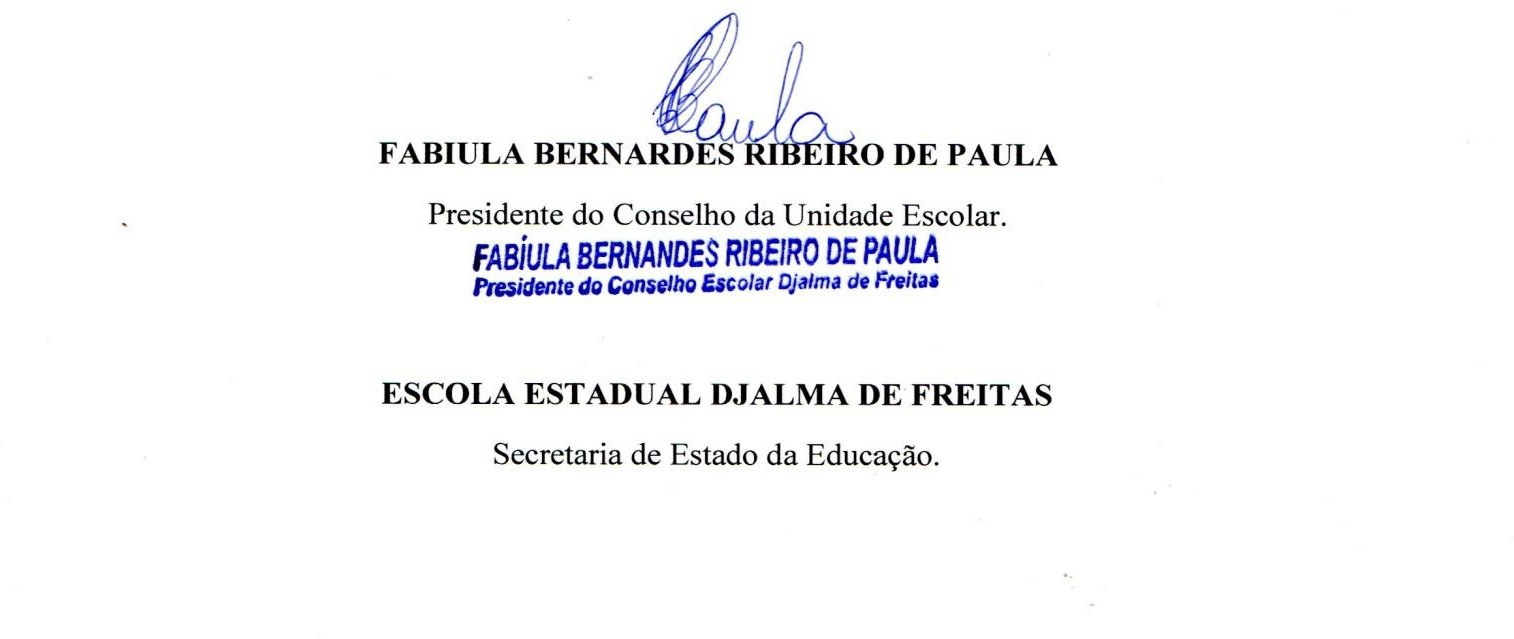 Paula
FABIULA BERNARDES RIBEIRO DE PAULA
Presidente do Conselho da Unidade Escolar.
FABÍULA BERNANDES RIBEIRO DE PAULA
Presidente do Conselho Escolar Djalma de Freitas
ESCOLA ESTADUAL DJALMA DE FREITAS
Secretaria de Estado da Educação.